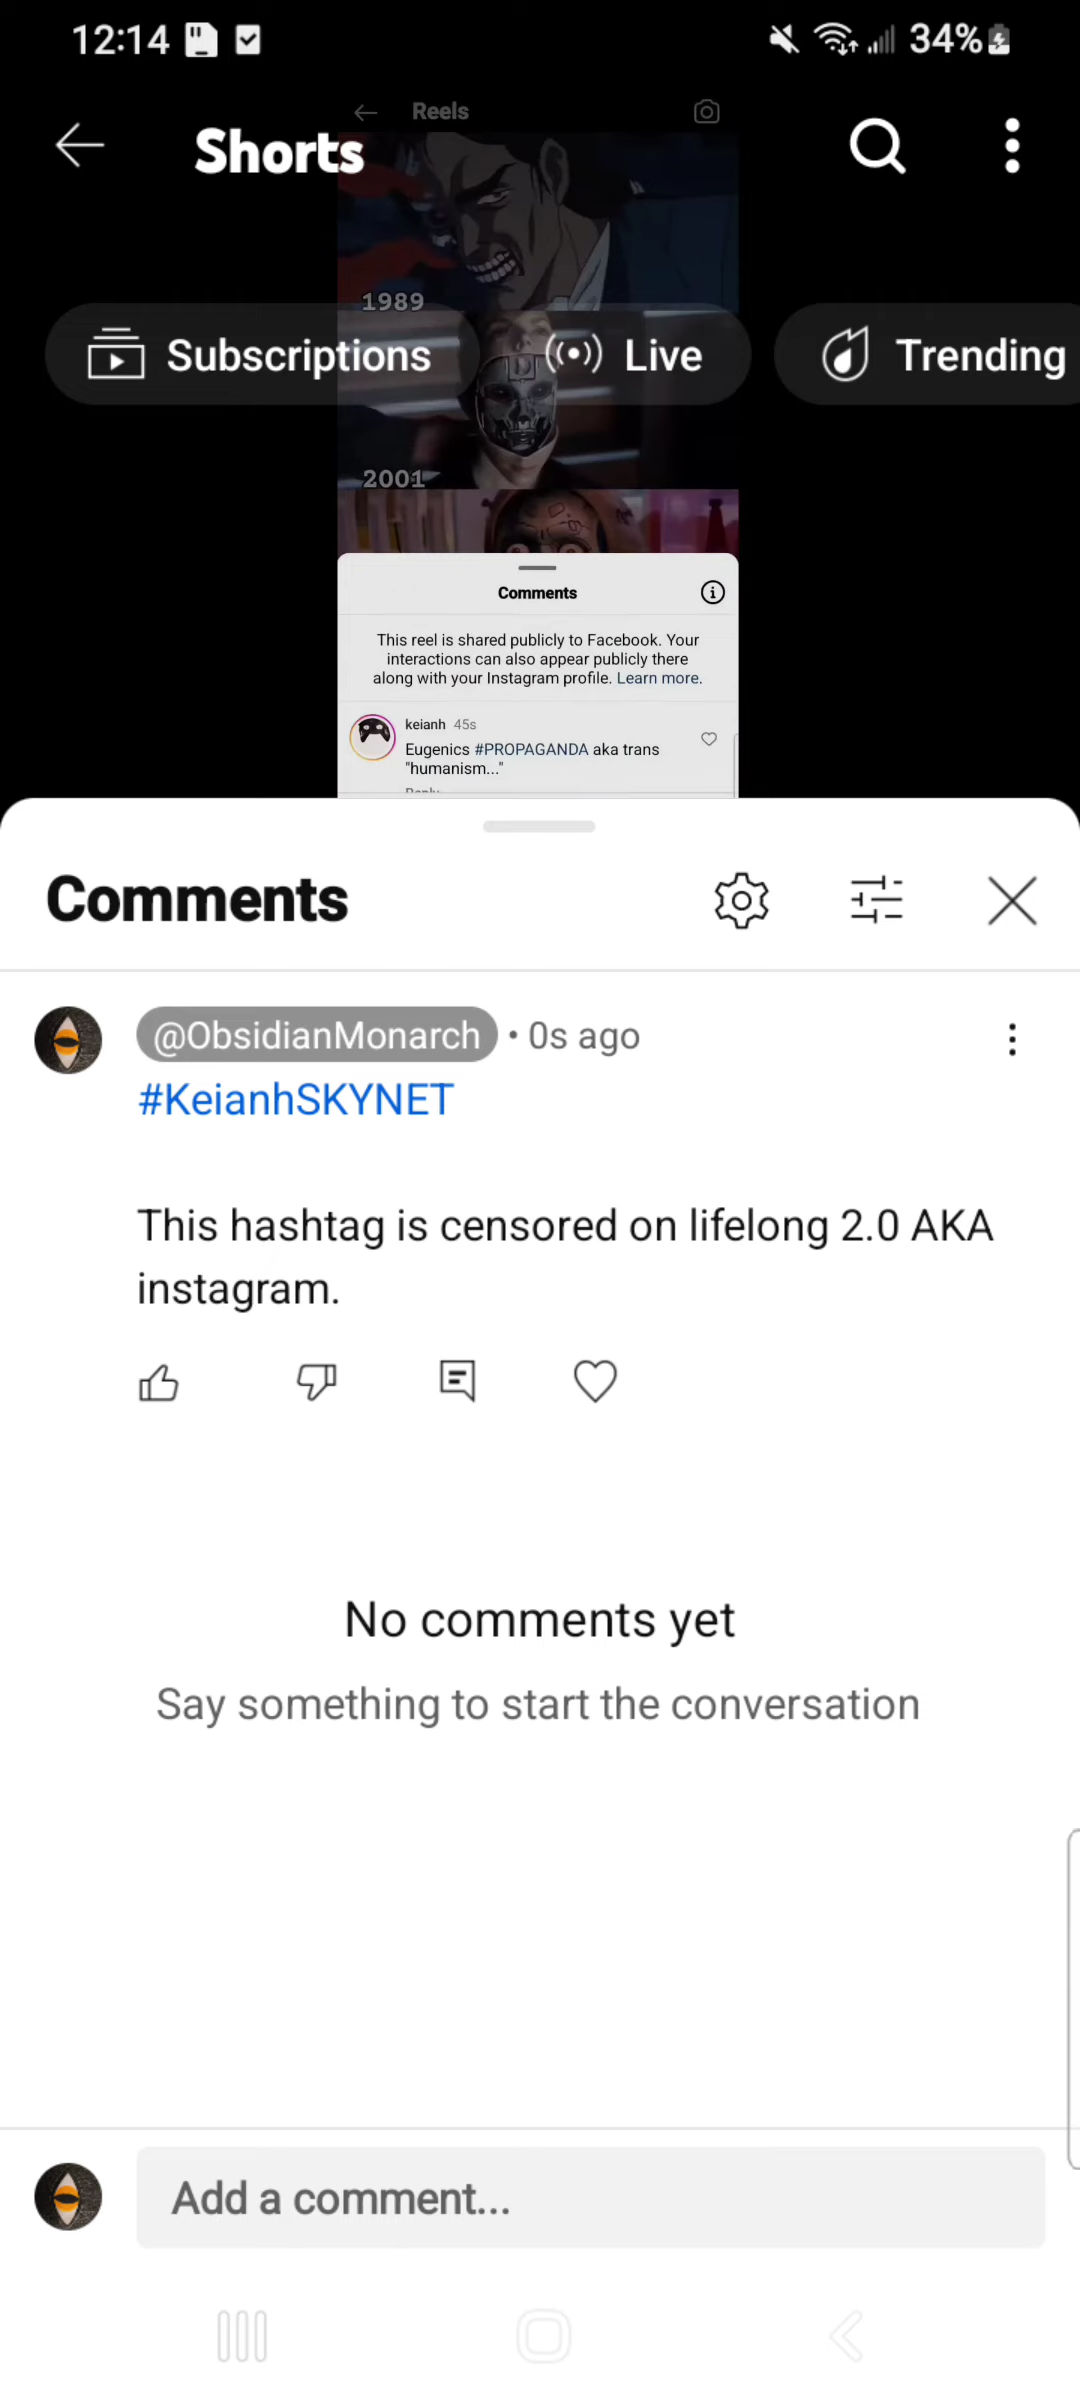 12:14
34%
Reels
Shorts
1989
Subscriptions
Live
Trending
2001
Comments
This reel is shared publicly to Facebook. Your
interactions can also appear publicly there
along with your Instagram profile. Learn more.
keianh 45s
Eugenics #PROPAGANDA aka trans
"humanism..."
Reply
Comments
@ObsidianMonarch • 0s ago
#KeianhSKYNET
This hashtag is censored on lifelong 2.0 AKA
instagram.
No comments yet
Say something to start the conversation
Add a comment...